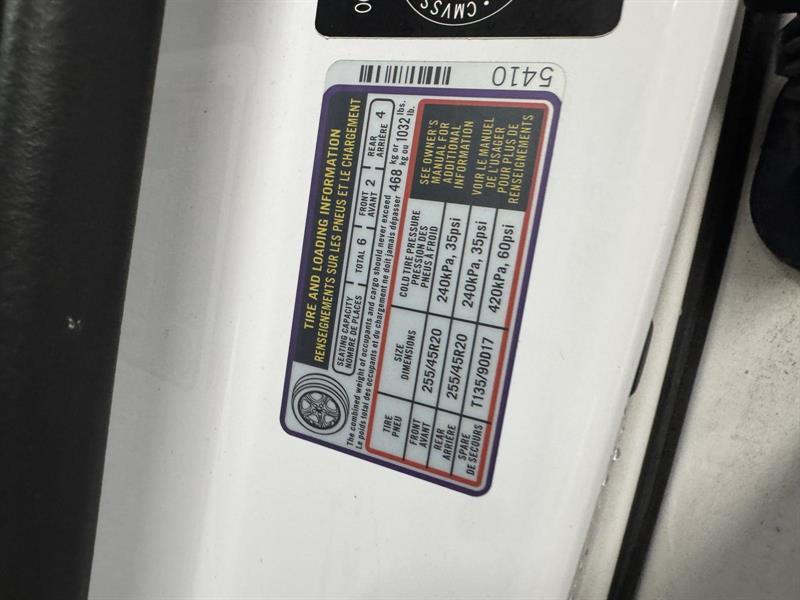 CMVSS
5410
TIRE AND LOADING INFORMATION
RENSEIGNEMENTS SUR LES PNEUS ET LE CHARGEMENT
SEATING CAPACITY
NOMBRE DE PLACES
TOTAL 6
FRONT
AVANT 2
REAR
ARRIÈRE 4
The combined weight of occupants and cargo should never exceed 468 kg or 1032 lbs.
Le poids total des occupants et du chargement ne doit jamais dépasser 468 kg ou 1032 lb.
TIRE
PNEU
SIZE
DIMENSIONS
COLD TIRE PRESSURE
PRESSION DES
PNEUS À FROID
FRONT
AVANT
255/45R20
240kPa, 35psi
REAR
ARRIÈRE
255/45R20
240kPa, 35psi
SPARE
DE SECOURS
T135/90D17
420kPa, 60psi
SEE OWNER'S
MANUAL FOR
ADDITIONAL
INFORMATION
VOIR LE MANUEL
DE L'USAGER
POUR PLUS DE
RENSEIGNEMENTS